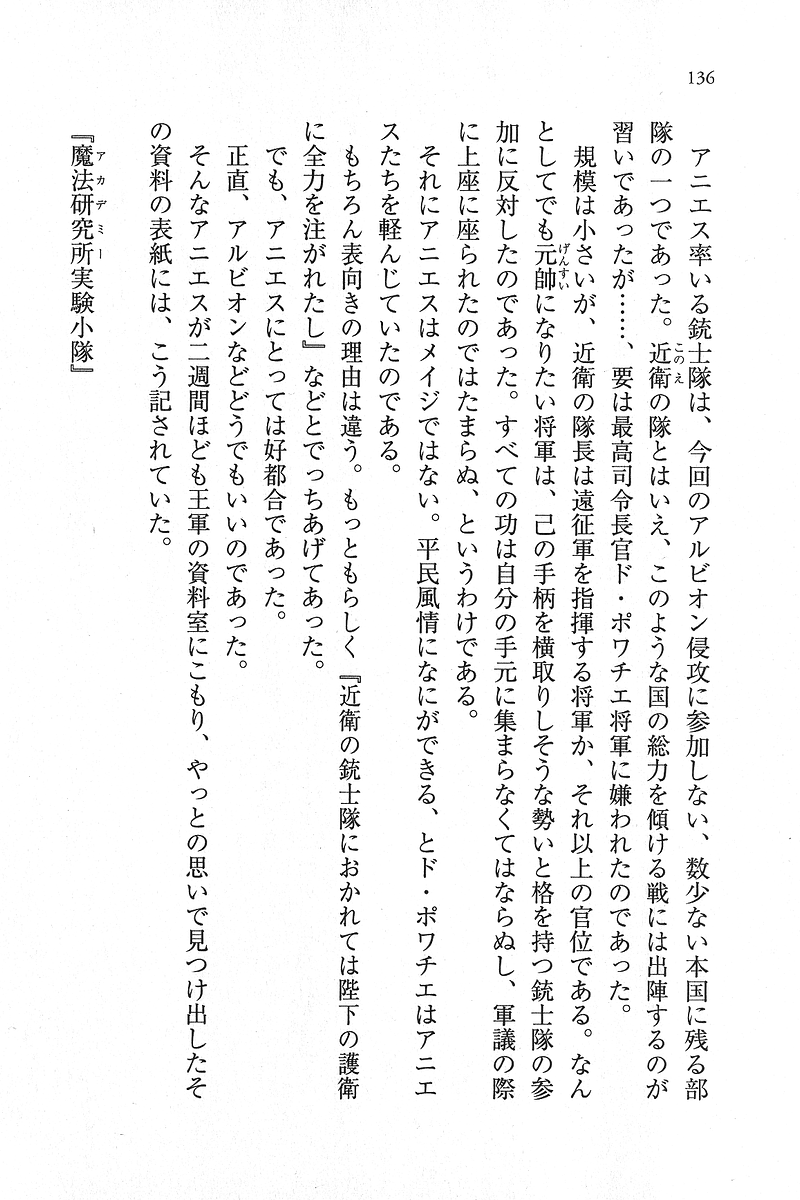 136
アニエス率いる銃士隊は、今回のアルビオン侵攻に参加しない、数少ない本国に残る部
隊の一つであった。近衛の隊とはいえ、このような国の総力を傾ける戦には出陣するのが
このえ
習いであったが……、要は最高司令長官ド・ポワチエ将軍に嫌われたのであった。
規模は小さいが、近衛の隊長は遠征軍を指揮する将軍か、それ以上の官位である。なん
としてでも元帥になりたい将軍は、己の手柄を横取りしそうな勢いと格を持つ銃士隊の参
げんすい
加に反対したのであった。すべての功は自分の手元に集まらなくてはならぬし、軍議の際
に上座に座られたのではたまらぬ、というわけである。
それにアニエスはメイジではない。平民風情になにができる、とド・ポワチエはアニエ
スたちを軽んじていたのである。
もちろん表向きの理由は違う。もっともらしく『近衛の銃士隊におかれては陛下の護衛
に全力を注がれたし』などとでっちあげてあった。
でも、アニエスにとっては好都合であった。
正直、アルビオンなどどうでもいいのであった。
そんなアニエスが二週間ほども王軍の資料室にこもり、やっとの思いで見つけ出したそ
の資料の表紙には、こう記されていた。
『魔法研究所実験小隊』
アカデミー